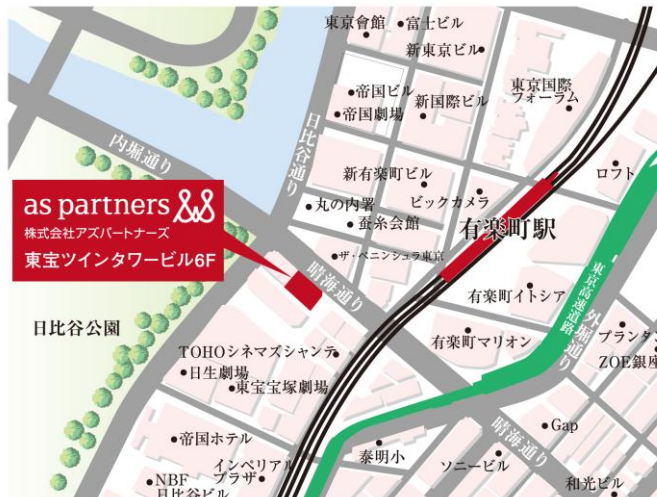 東京會館
富士ビル
新東京ビル
帝国ビル
帝国劇場
新国際ビル
東京国際
フォーラム
内堀通り
日比谷通り
新有楽町ビル
ロフト
丸の内署
ビックカメラ
蚕糸会館
有楽町駅
ザ・ペニンシュラ東京
as partners
株式会社アズパートナーズ
東宝ツインタワービル6F
晴海通り
東京高速道路
外堀通り
有楽町イトシア
日比谷公園
有楽町マリオン
プランタン
ZOE銀座
TOHOシネマズシャンテ
日生劇場
東宝宝塚劇場
晴海通り
Gap
帝国ホテル
泰明小
インペリアル
プラザ
ソニービル
NBF
日比谷ビル
和光ビル